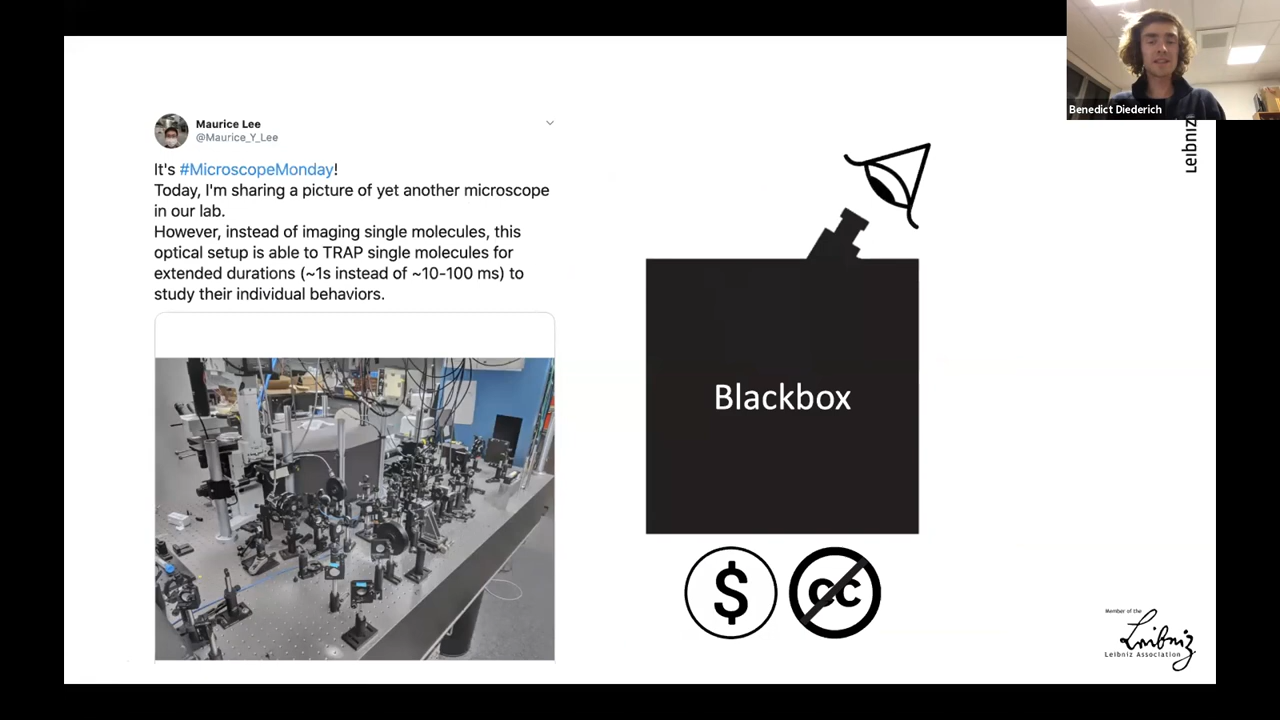 Maurice Lee
@Maurice_Y_Lee
It's #MicroscopeMonday!
Today, I'm sharing a picture of yet another microscope
in our lab.
However, instead of imaging single molecules, this
optical setup is able to TRAP single molecules for
extended durations (~1s instead of ~10-100 ms) to
study their individual behaviors.
Blackbox
$
CC
Benedict Diederich
Leibniz
Member of the
Leibniz
Leibniz Association